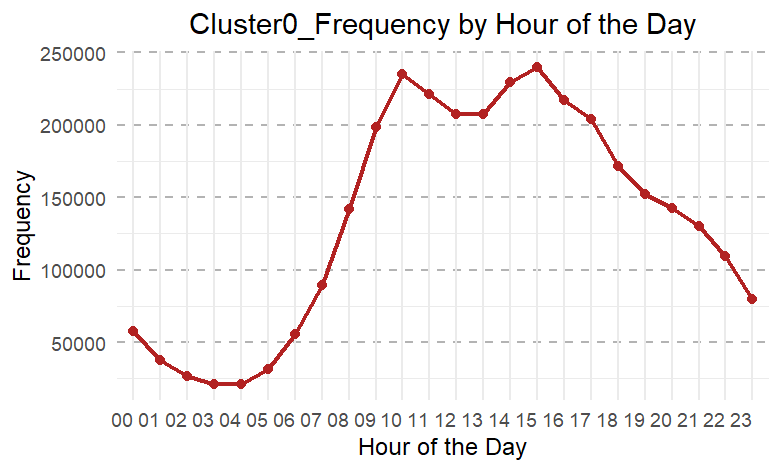 Cluster0_Frequency by Hour of the Day
250000
200000
150000
100000
50000
Frequency
00 01 02 03 04 05 06 07 08 09 10 11 12 13 14 15 16 17 18 19 20 21 22 23
Hour of the Day